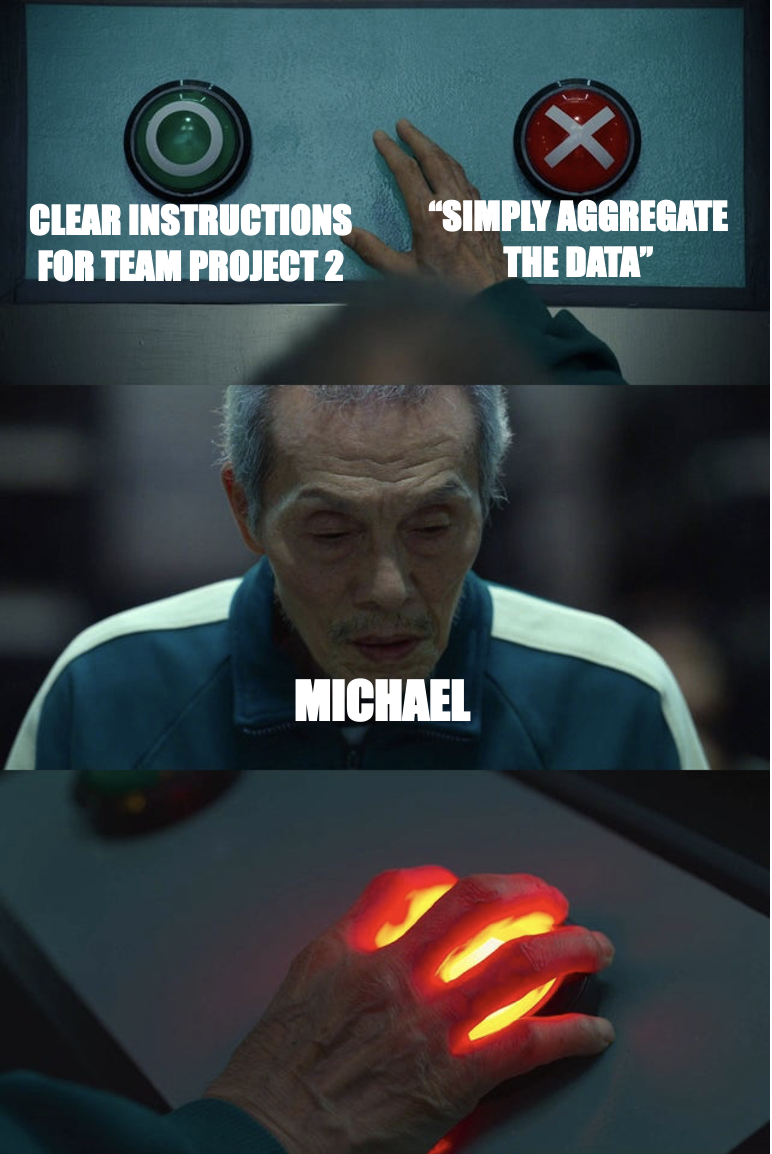 CLEAR INSTRUCTIONS
FOR TEAM PROJECT 2
“SIMPLY AGGREGATE
THE DATA”
MICHAEL